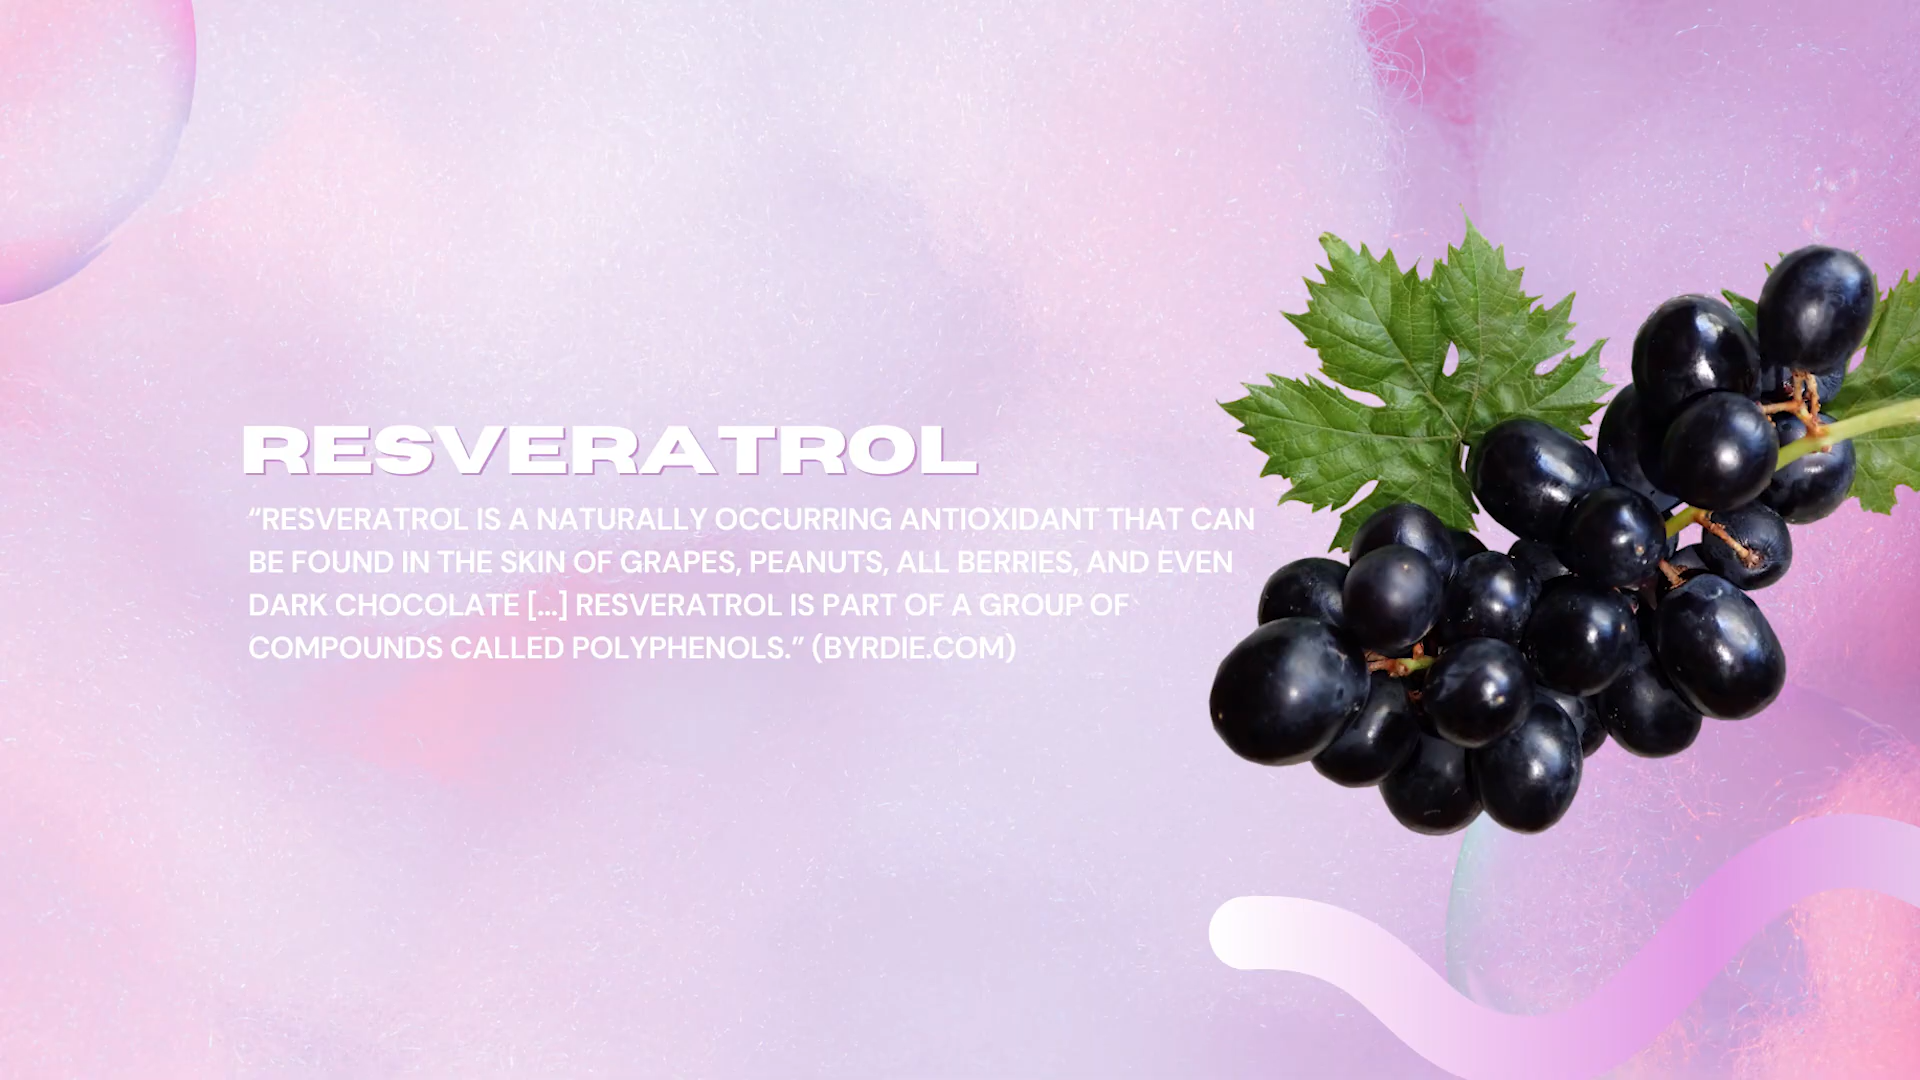 RESVERATROL
“RESVERATROL IS A NATURALLY OCCURRING ANTIOXIDANT THAT CAN
BE FOUND IN THE SKIN OF GRAPES, PEANUTS, ALL BERRIES, AND EVEN
DARK CHOCOLATE [...] RESVERATROL IS PART OF A GROUP OF
COMPOUNDS CALLED POLYPHENOLS.” (BYRDIE.COM)